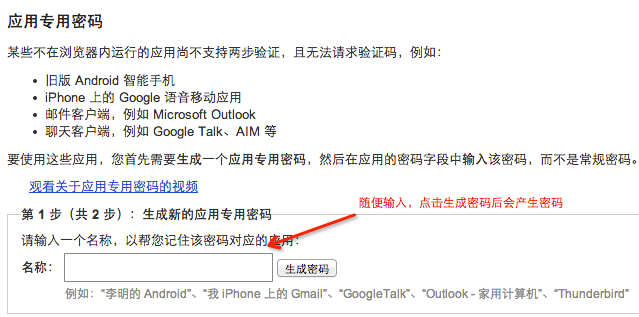 应用专用密码
某些不在浏览器内运行的应用尚不支持两步验证，且无法请求验证码，例如：
• 旧版 Android 智能手机
• iPhone 上的 Google 语音移动应用
• 邮件客户端，例如 Microsoft Outlook
• 聊天客户端，例如 Google Talk、AIM 等
要使用这些应用，您首先需要生成一个应用专用密码，然后在应用的密码字段中输入该密码，而不是常规密码。
观看关于应用专用密码的视频
随便输入，点击生成密码后会产生密码
第 1 步（共 2 步）：生成新的应用专用密码
请输入一个名称，以帮您记住该密码对应的应用：
名称： 生成密码
例如：“李明的 Android”、“我 iPhone 上的 Gmail”、“GoogleTalk”、“Outlook - 家用计算机”、“Thunderbird”